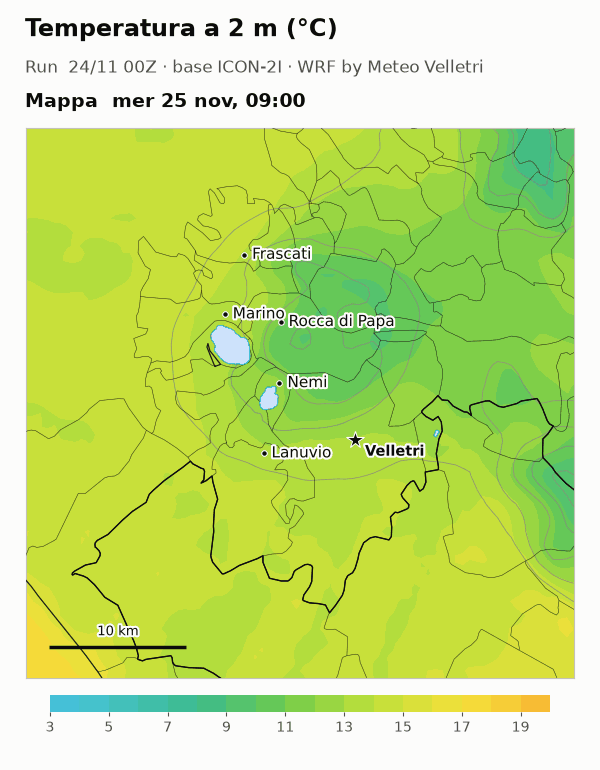 Temperatura a 2 m (°C)
Run  24/11 00Z · base ICON-2I · WRF by Meteo Velletri
Mappa  mer 25 nov, 09:00
Frascati
Marino
Rocca di Papa
Nemi
Velletri
Lanuvio
10 km
3 5 7 9 11 13 15 17 19